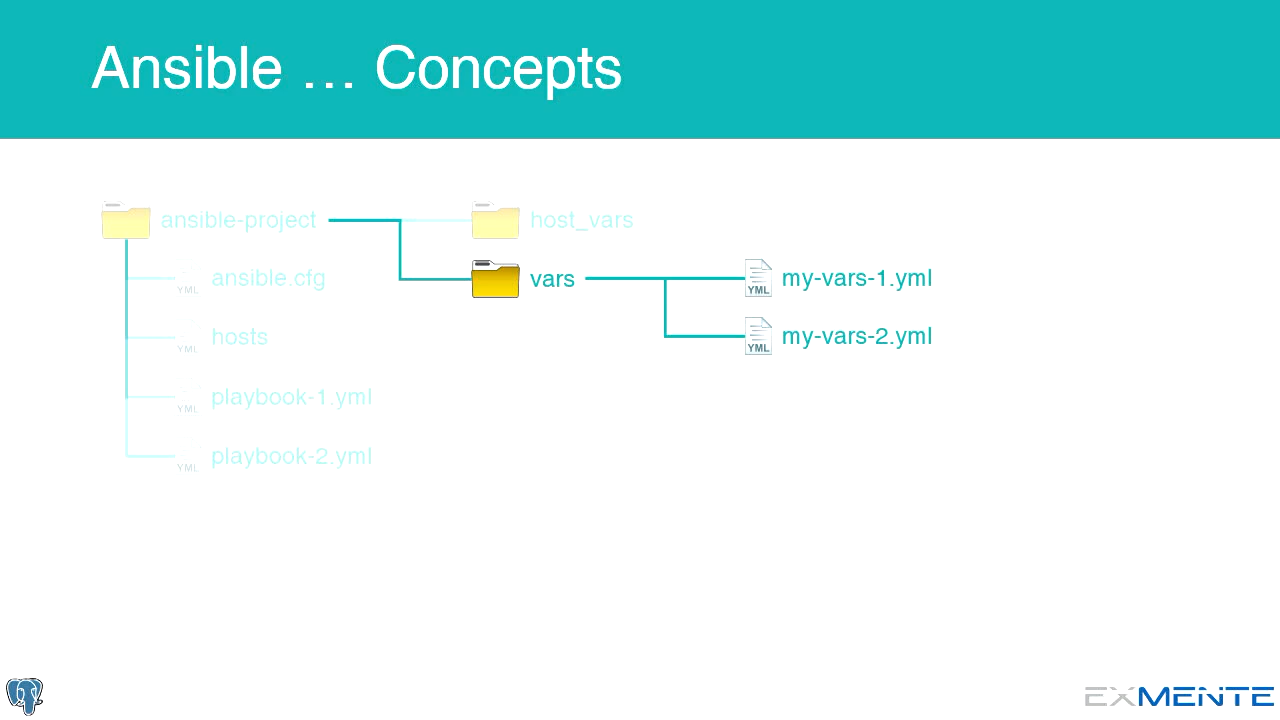 Ansible ... Concepts
ansible-project
host_vars
YML ansible.cfg
vars
YML my-vars-1.yml
YML hosts
YML my-vars-2.yml
YML playbook-1.yml
YML playbook-2.yml
EXMENTE